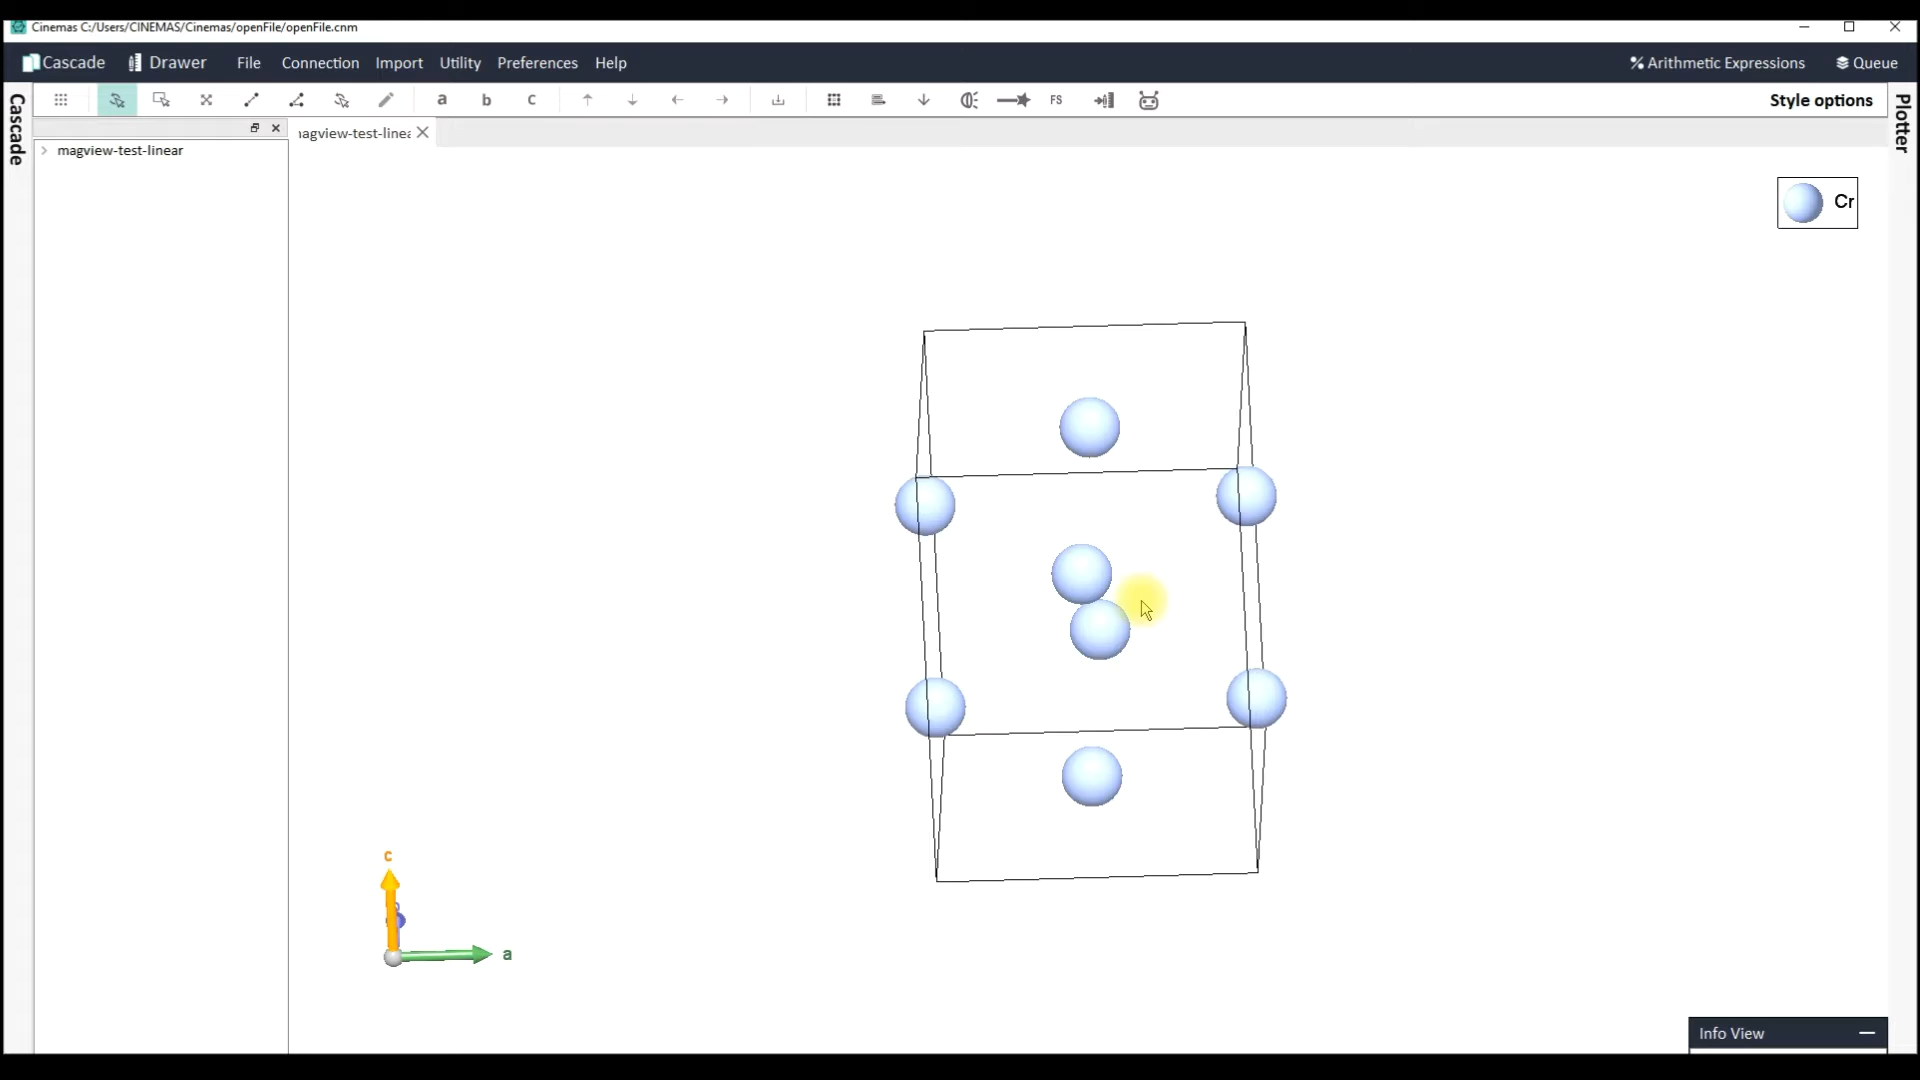 Cinemas C:/Users/CINEMAS/Cinemas/openFile/openFile.cnm
Cascade Drawer File Connection Import Utility Preferences Help Arithmetic Expressions Queue
a b c FS Style options
Cascade
Plotter
nagview-test-linea
magview-test-linear
Cr
c
a
Info View